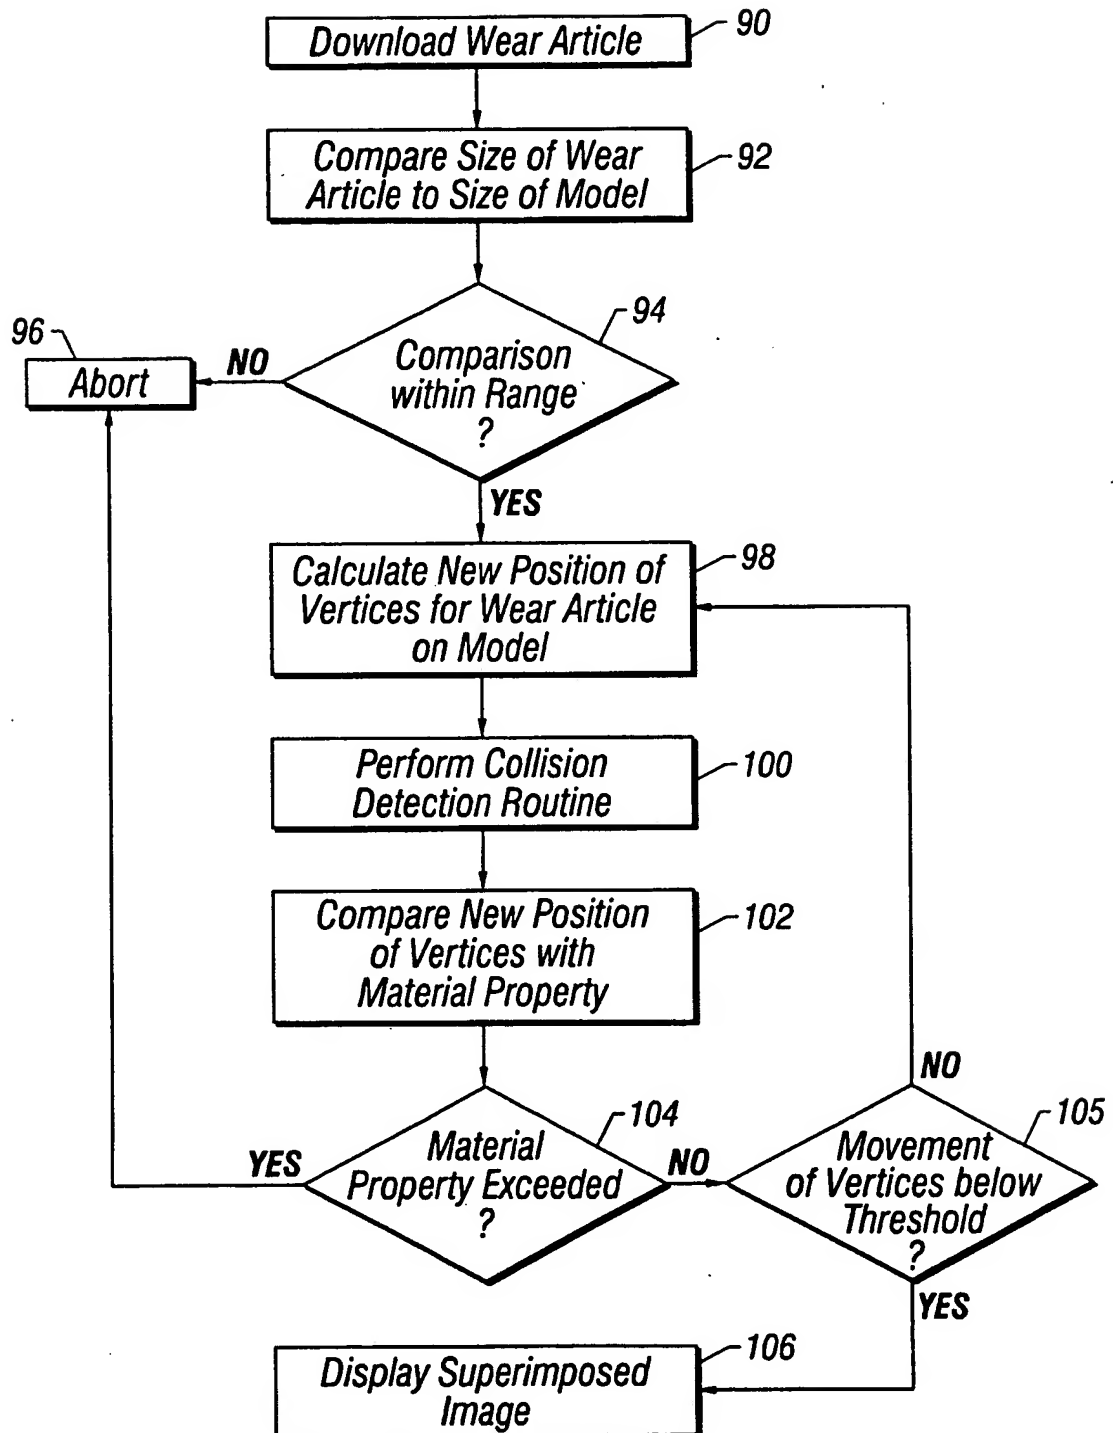 Download Wear Article
90
Compare Size of Wear
Article to Size of Model
92
Comparison
within Range
?
94
NO
96
Abort
YES
Calculate New Position of
Vertices for Wear Article
on Model
98
Perform Collision
Detection Routine
100
Compare New Position
of Vertices with
Material Property
102
Material
Property Exceeded
?
104
YES
NO
Movement
of Vertices below
Threshold
?
105
NO
YES
Display Superimposed
Image
106